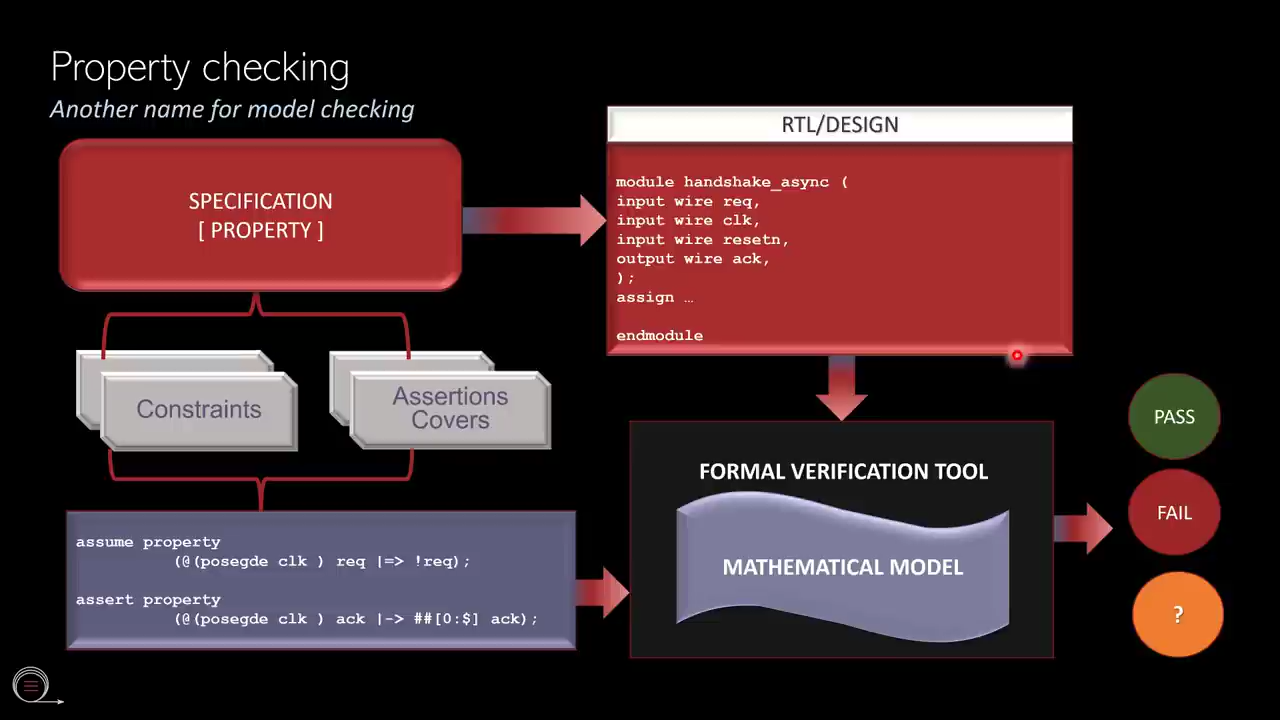 Property checking
Another name for model checking
SPECIFICATION
[ PROPERTY ]
RTL/DESIGN
module handshake_async (
input wire req,
input wire clk,
input wire resetn,
output wire ack,
);
assign …
endmodule
Constraints
Assertions
Covers
assume property
(@(posegde clk ) req |=> !req);
assert property
(@(posegde clk ) ack |-> ##[0:$] ack);
FORMAL VERIFICATION TOOL
MATHEMATICAL MODEL
PASS
FAIL
?